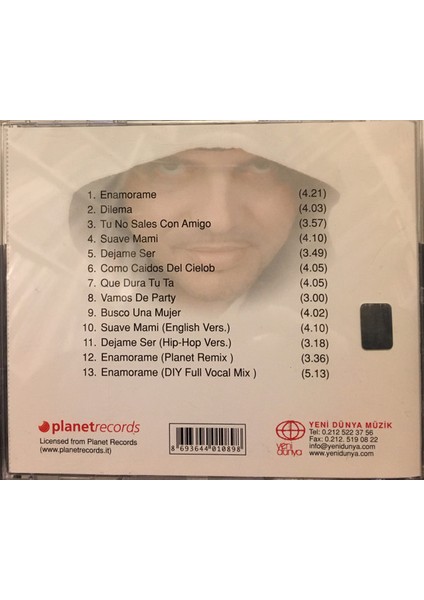 1. Enamorame (4.21)
2. Dilema (4.03)
3. Tu No Sales Con Amigo (3.57)
4. Suave Mami (4.10)
5. Dejame Ser (3.49)
6. Como Caidos Del Cielob (4.05)
7. Que Dura Tu Ta (4.05)
8. Vamos De Party (3.00)
9. Busco Una Mujer (4.02)
10. Suave Mami (English Vers.) (4.10)
11. Dejame Ser (Hip-Hop Vers.) (3.18)
12. Enamorame (Planet Remix ) (3.36)
13. Enamorame (DIY Full Vocal Mix ) (5.13)
planetrecords
Licensed from Planet Records
(www.planetrecords.it)
8 693644 010898
yeni
dünya
YENİ DÜNYA MÜZİK
Tel: 0.212 522 37 56
Fax: 0.212. 519 08 22
info@yenidunya.com
www.yenidunya.com